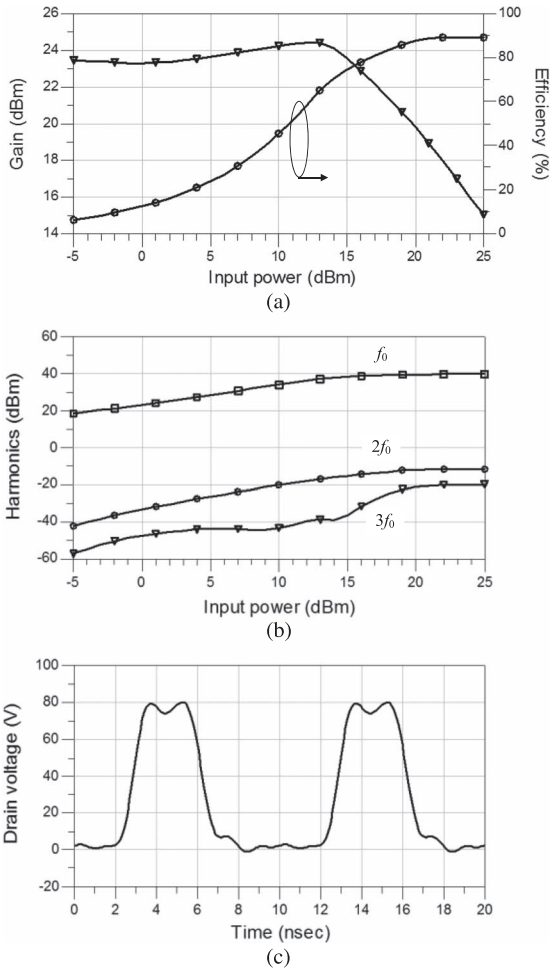 26
24
22
20
18
16
14
Gain (dBm)
100
80
60
40
20
0
Efficiency (%)
-5 0 5 10 15 20 25
Input power (dBm)
(a)
60
40
20
0
-20
-40
-60
Harmonics (dBm)
f0
2f0
3f0
-5 0 5 10 15 20 25
Input power (dBm)
(b)
100
80
60
40
20
0
-20
Drain voltage (V)
0 2 4 6 8 10 12 14 16 18 20
Time (nsec)
(c)